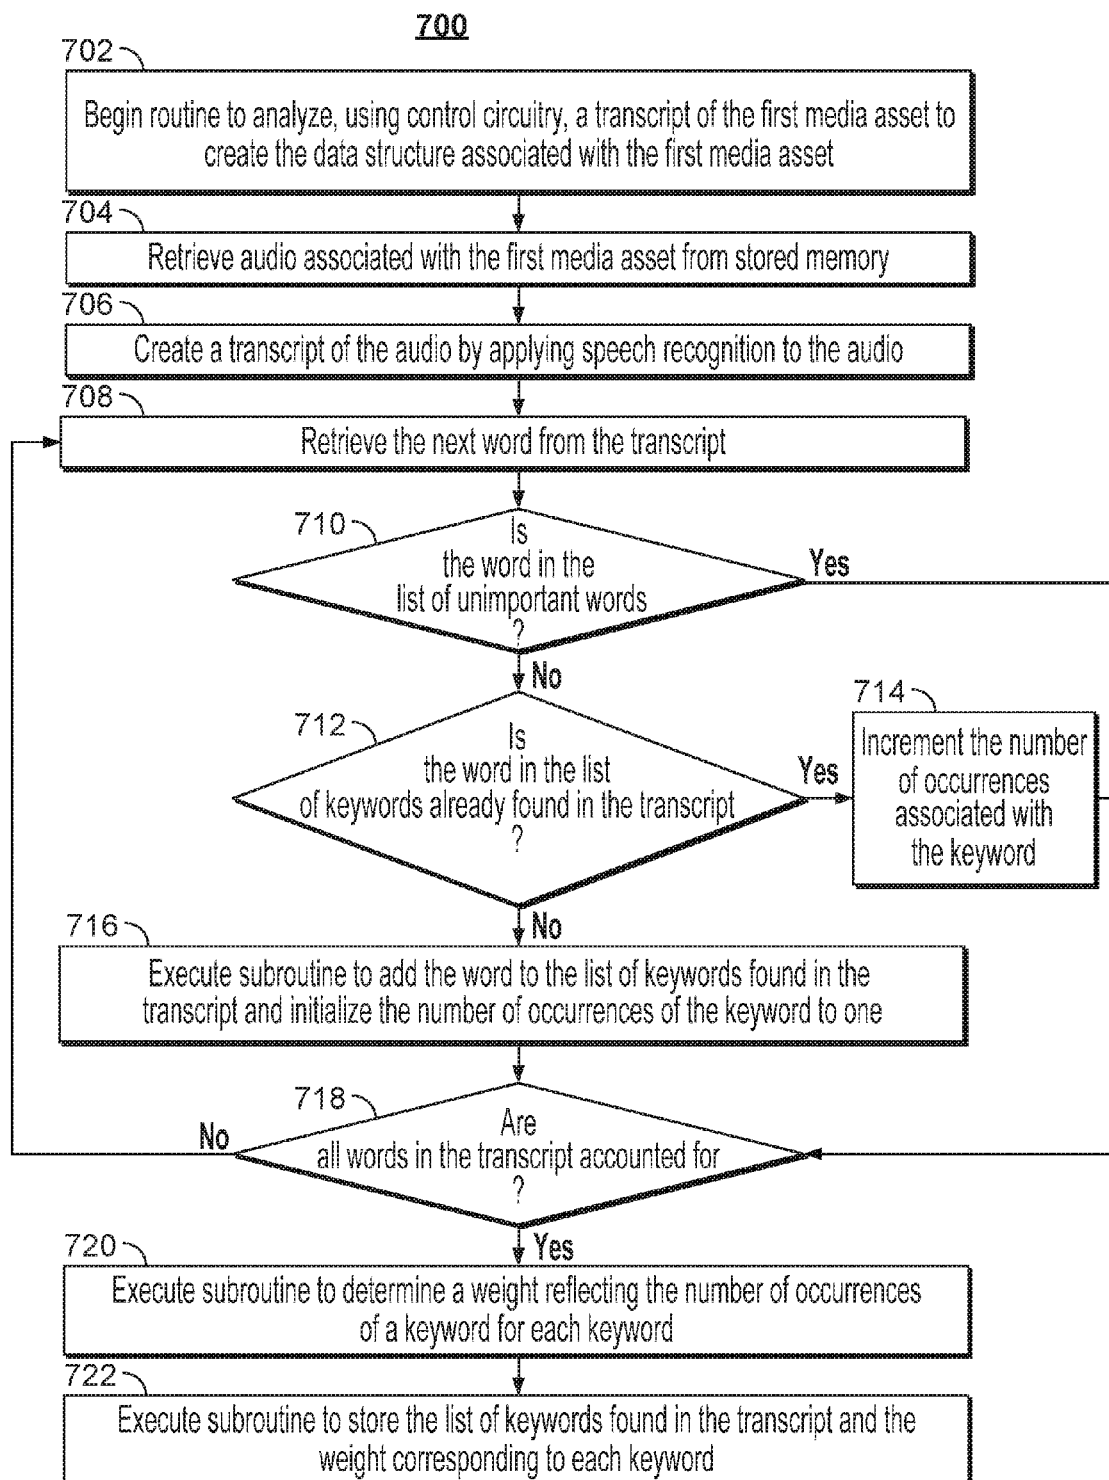 700
702
Begin routine to analyze, using control circuitry, a transcript of the first media asset to
create the data structure associated with the first media asset
704
Retrieve audio associated with the first media asset from stored memory
706
Create a transcript of the audio by applying speech recognition to the audio
708
Retrieve the next word from the transcript
710
Is
the word in the
list of unimportant words
?
Yes
No
712
Is
the word in the list
of keywords already found in the transcript
?
Yes
714
Increment the number
of occurrences
associated with
the keyword
No
716
Execute subroutine to add the word to the list of keywords found in the
transcript and initialize the number of occurrences of the keyword to one
718
Are
all words in the transcript accounted for
?
No
Yes
720
Execute subroutine to determine a weight reflecting the number of occurrences
of a keyword for each keyword
722
Execute subroutine to store the list of keywords found in the transcript and the
weight corresponding to each keyword